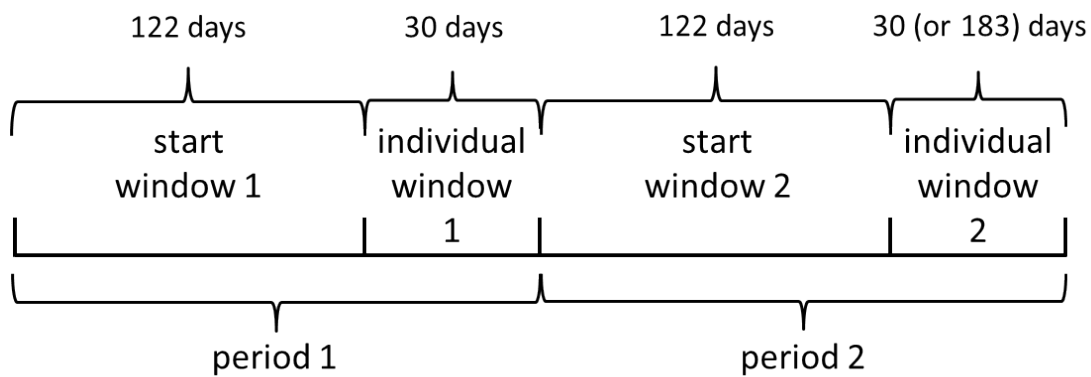 122 days 30 days 122 days 30 (or 183) days
start individual start individual
window 1 window window 2 window
1 2
period 1 period 2